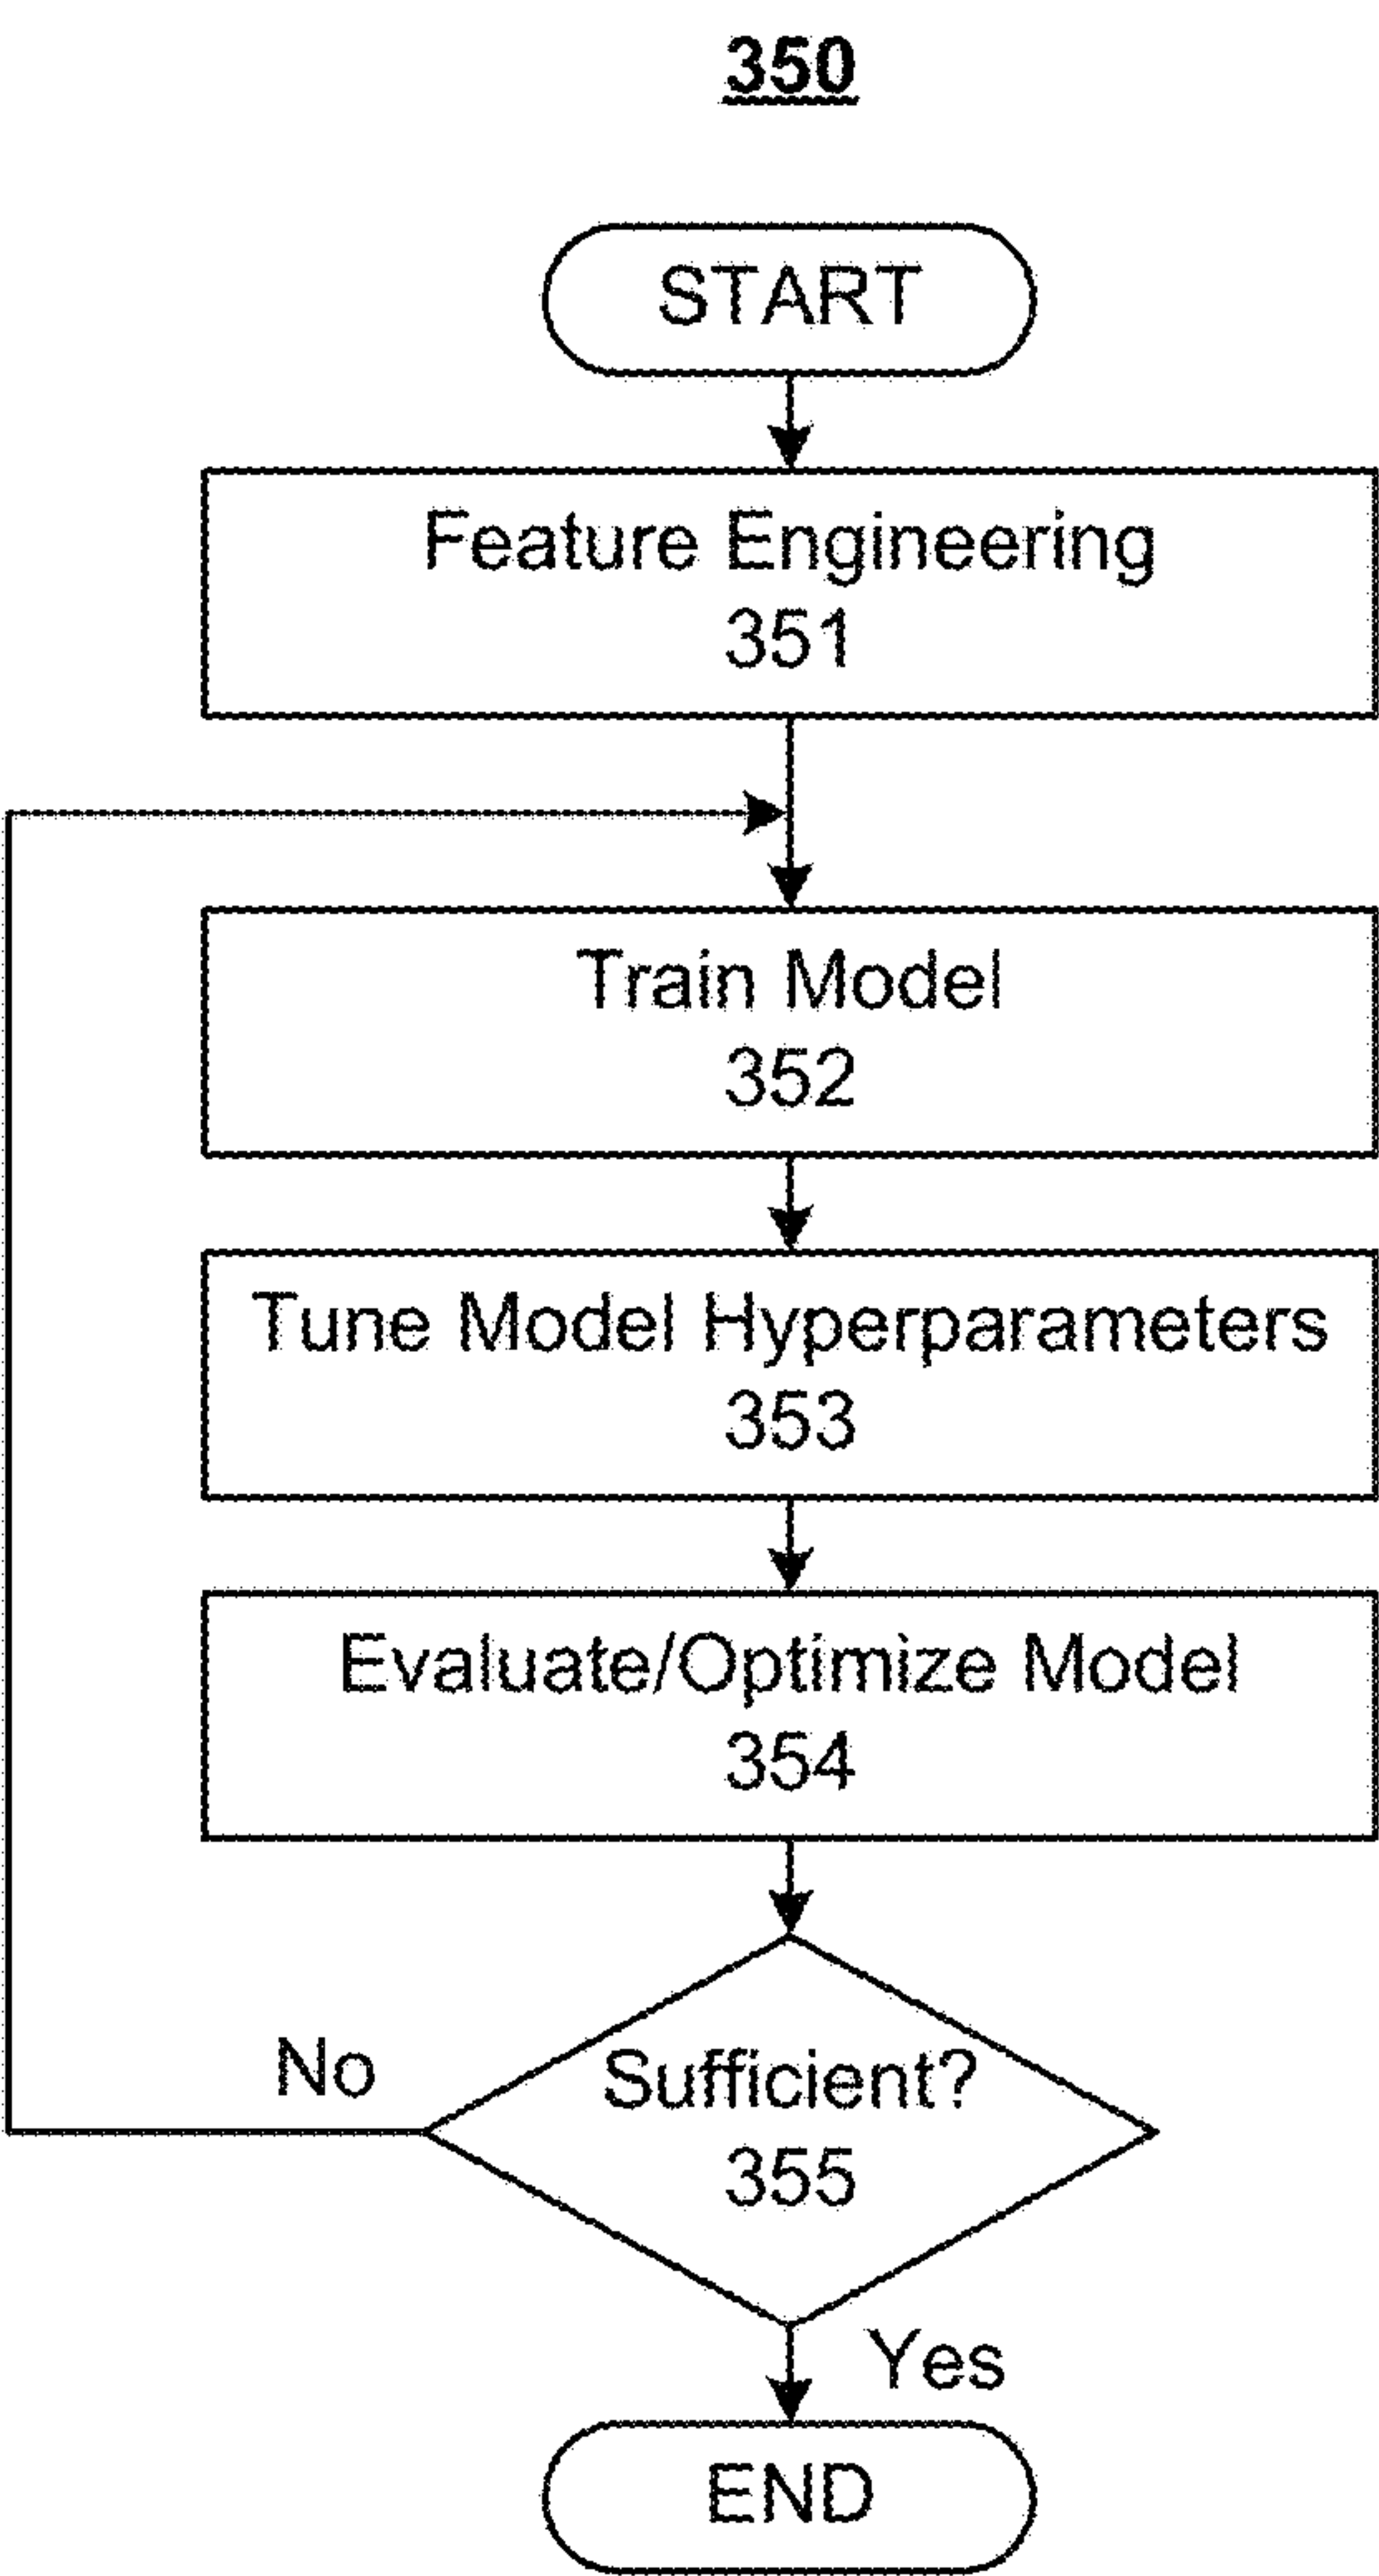 350
START
Feature Engineering
351
Train Model
352
Tune Model Hyperparameters
353
Evaluate/Optimize Model
354
No
Sufficient?
355
Yes
END